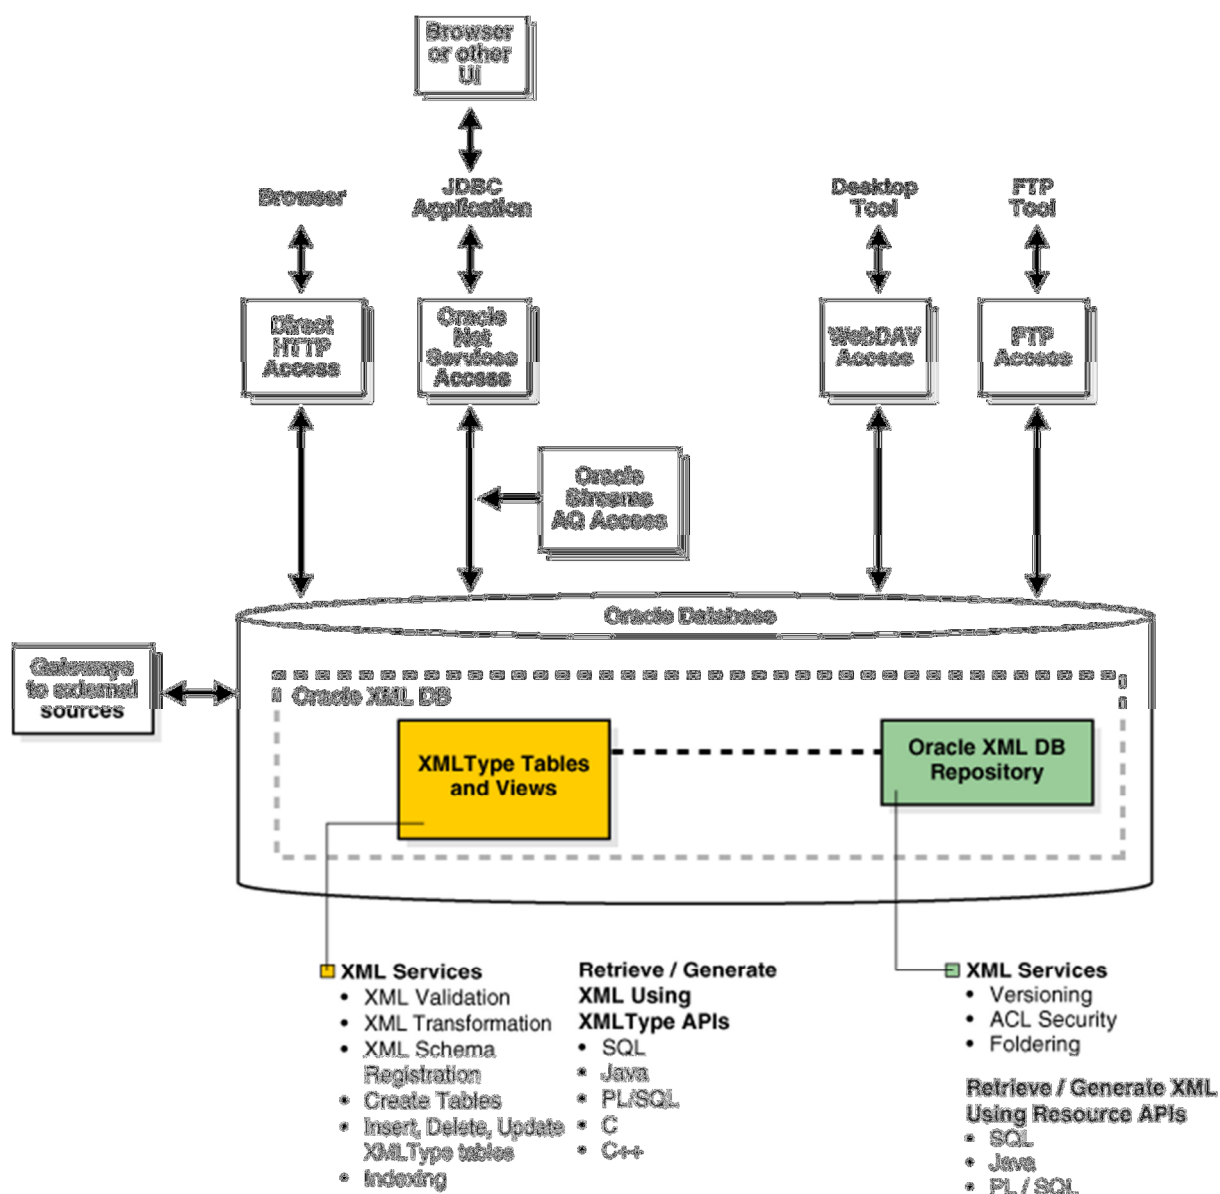 Browser
or other
UI
Browser
JDBC
Application
Desktop
Tool
FTP
Tool
Direct
HTTP
Access
Oracle
Net
Services
Access
WebDAV
Access
FTP
Access
Oracle
Streams
AQ Access
Oracle Database
Gateways
to external
sources
Oracle XML DB
XMLType Tables
and Views
Oracle XML DB
Repository
XML Services
• XML Validation
• XML Transformation
• XML Schema
Registration
• Create Tables
• Insert, Delete, Update
XMLType tables
• Indexing
Retrieve / Generate
XML Using
XMLType APIs
• SQL
• Java
• PL/SQL
• C
• C++
XML Services
• Versioning
• ACL Security
• Foldering
Retrieve / Generate XML
Using Resource APIs
• SQL
• Java
• PL / SQL